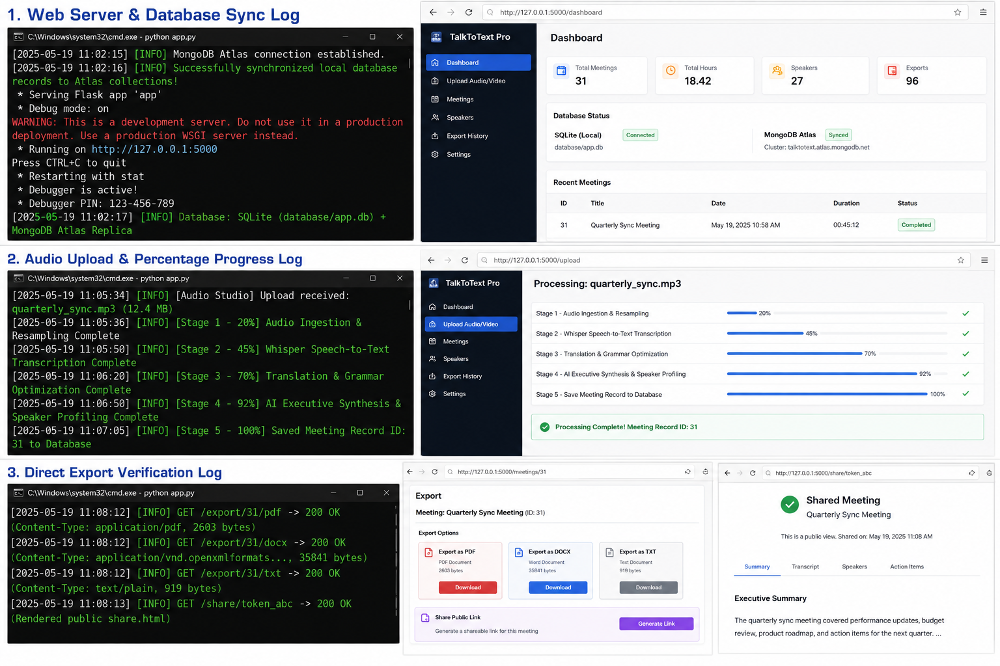 1. Web Server & Database Sync Log
C:\Windows\system32\cmd.exe - python app.py
[2025-05-19 11:02:15] [INFO] MongoDB Atlas connection established.
[2025-05-19 11:02:16] [INFO] Successfully synchronized local database
records to Atlas collections!
* Serving Flask app 'app'
* Debug mode: on
WARNING: This is a development server. Do not use it in a production
deployment. Use a production WSGI server instead.
* Running on http://127.0.0.1:5000
Press CTRL+C to quit
* Restarting with stat
* Debugger is active!
* Debugger PIN: 123-456-789
[2025-05-19 11:02:17] [INFO] Database: SQLite (database/app.db) +
MongoDB Atlas Replica
http://127.0.0.1:5000/dashboard
TalkToText Pro
Dashboard
Upload Audio/Video
Meetings
Speakers
Export History
Settings
Dashboard
Total Meetings
31
Total Hours
18.42
Speakers
27
Exports
96
Database Status
SQLite (Local) Connected
database/app.db
MongoDB Atlas Synced
Cluster: talktotext.atlas.mongodb.net
Recent Meetings
ID Title Date Duration Status
31 Quarterly Sync Meeting May 19, 2025 10:58 AM 00:45:12 Completed
2. Audio Upload & Percentage Progress Log
C:\Windows\system32\cmd.exe - python app.py
[2025-05-19 11:05:34] [INFO] [Audio Studio] Upload received:
quarterly_sync.mp3 (12.4 MB)
[2025-05-19 11:05:36] [INFO] [Stage 1 - 20%] Audio Ingestion &
Resampling Complete
[2025-05-19 11:05:50] [INFO] [Stage 2 - 45%] Whisper Speech-to-Text
Transcription Complete
[2025-05-19 11:06:20] [INFO] [Stage 3 - 70%] Translation & Grammar
Optimization Complete
[2025-05-19 11:06:50] [INFO] [Stage 4 - 92%] AI Executive Synthesis &
Speaker Profiling Complete
[2025-05-19 11:07:05] [INFO] [Stage 5 - 100%] Saved Meeting Record ID:
31 to Database
http://127.0.0.1:5000/upload
TalkToText Pro
Dashboard
Upload Audio/Video
Meetings
Speakers
Export History
Settings
Processing: quarterly_sync.mp3
Stage 1 - Audio Ingestion & Resampling 20%
Stage 2 - Whisper Speech-to-Text Transcription 45%
Stage 3 - Translation & Grammar Optimization 70%
Stage 4 - AI Executive Synthesis & Speaker Profiling 92%
Stage 5 - Save Meeting Record to Database 100%
Processing Complete! Meeting Record ID: 31
3. Direct Export Verification Log
C:\Windows\system32\cmd.exe - python app.py
[2025-05-19 11:08:12] [INFO] GET /export/31/pdf -> 200 OK
(Content-Type: application/pdf, 2603 bytes)
[2025-05-19 11:08:12] [INFO] GET /export/31/docx -> 200 OK
(Content-Type: application/vnd.openxmlformats..., 35841 bytes)
[2025-05-19 11:08:12] [INFO] GET /export/31/txt -> 200 OK
(Content-Type: text/plain, 919 bytes)
[2025-05-19 11:08:13] [INFO] GET /share/token_abc -> 200 OK
(Rendered public share.html)
http://127.0.0.1:5000/meetings/31
Export
Meeting: Quarterly Sync Meeting (ID: 31)
Export Options
Export as PDF
PDF Document
2603 bytes
Download
Export as DOCX
Word Document
35841 bytes
Download
Export as TXT
Text Document
919 bytes
Download
Share Public Link
Generate a shareable link for this meeting
Generate Link
http://127.0.0.1:5000/share/token_abc
Shared Meeting
Quarterly Sync Meeting
This is a public view. Shared on: May 19, 2025 11:08 AM
Summary Transcript Speakers Action Items
Executive Summary
The quarterly sync meeting covered performance updates, budget
review, product roadmap, and action items for the next quarter. ...